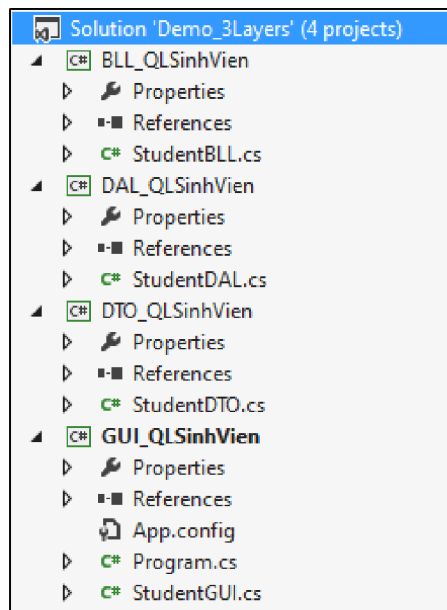 Solution 'Demo_3Layers' (4 projects)
C# BLL_QLSinhVien
Properties
References
C# StudentBLL.cs
C# DAL_QLSinhVien
Properties
References
C# StudentDAL.cs
C# DTO_QLSinhVien
Properties
References
C# StudentDTO.cs
C# GUI_QLSinhVien
Properties
References
App.config
C# Program.cs
C# StudentGUI.cs